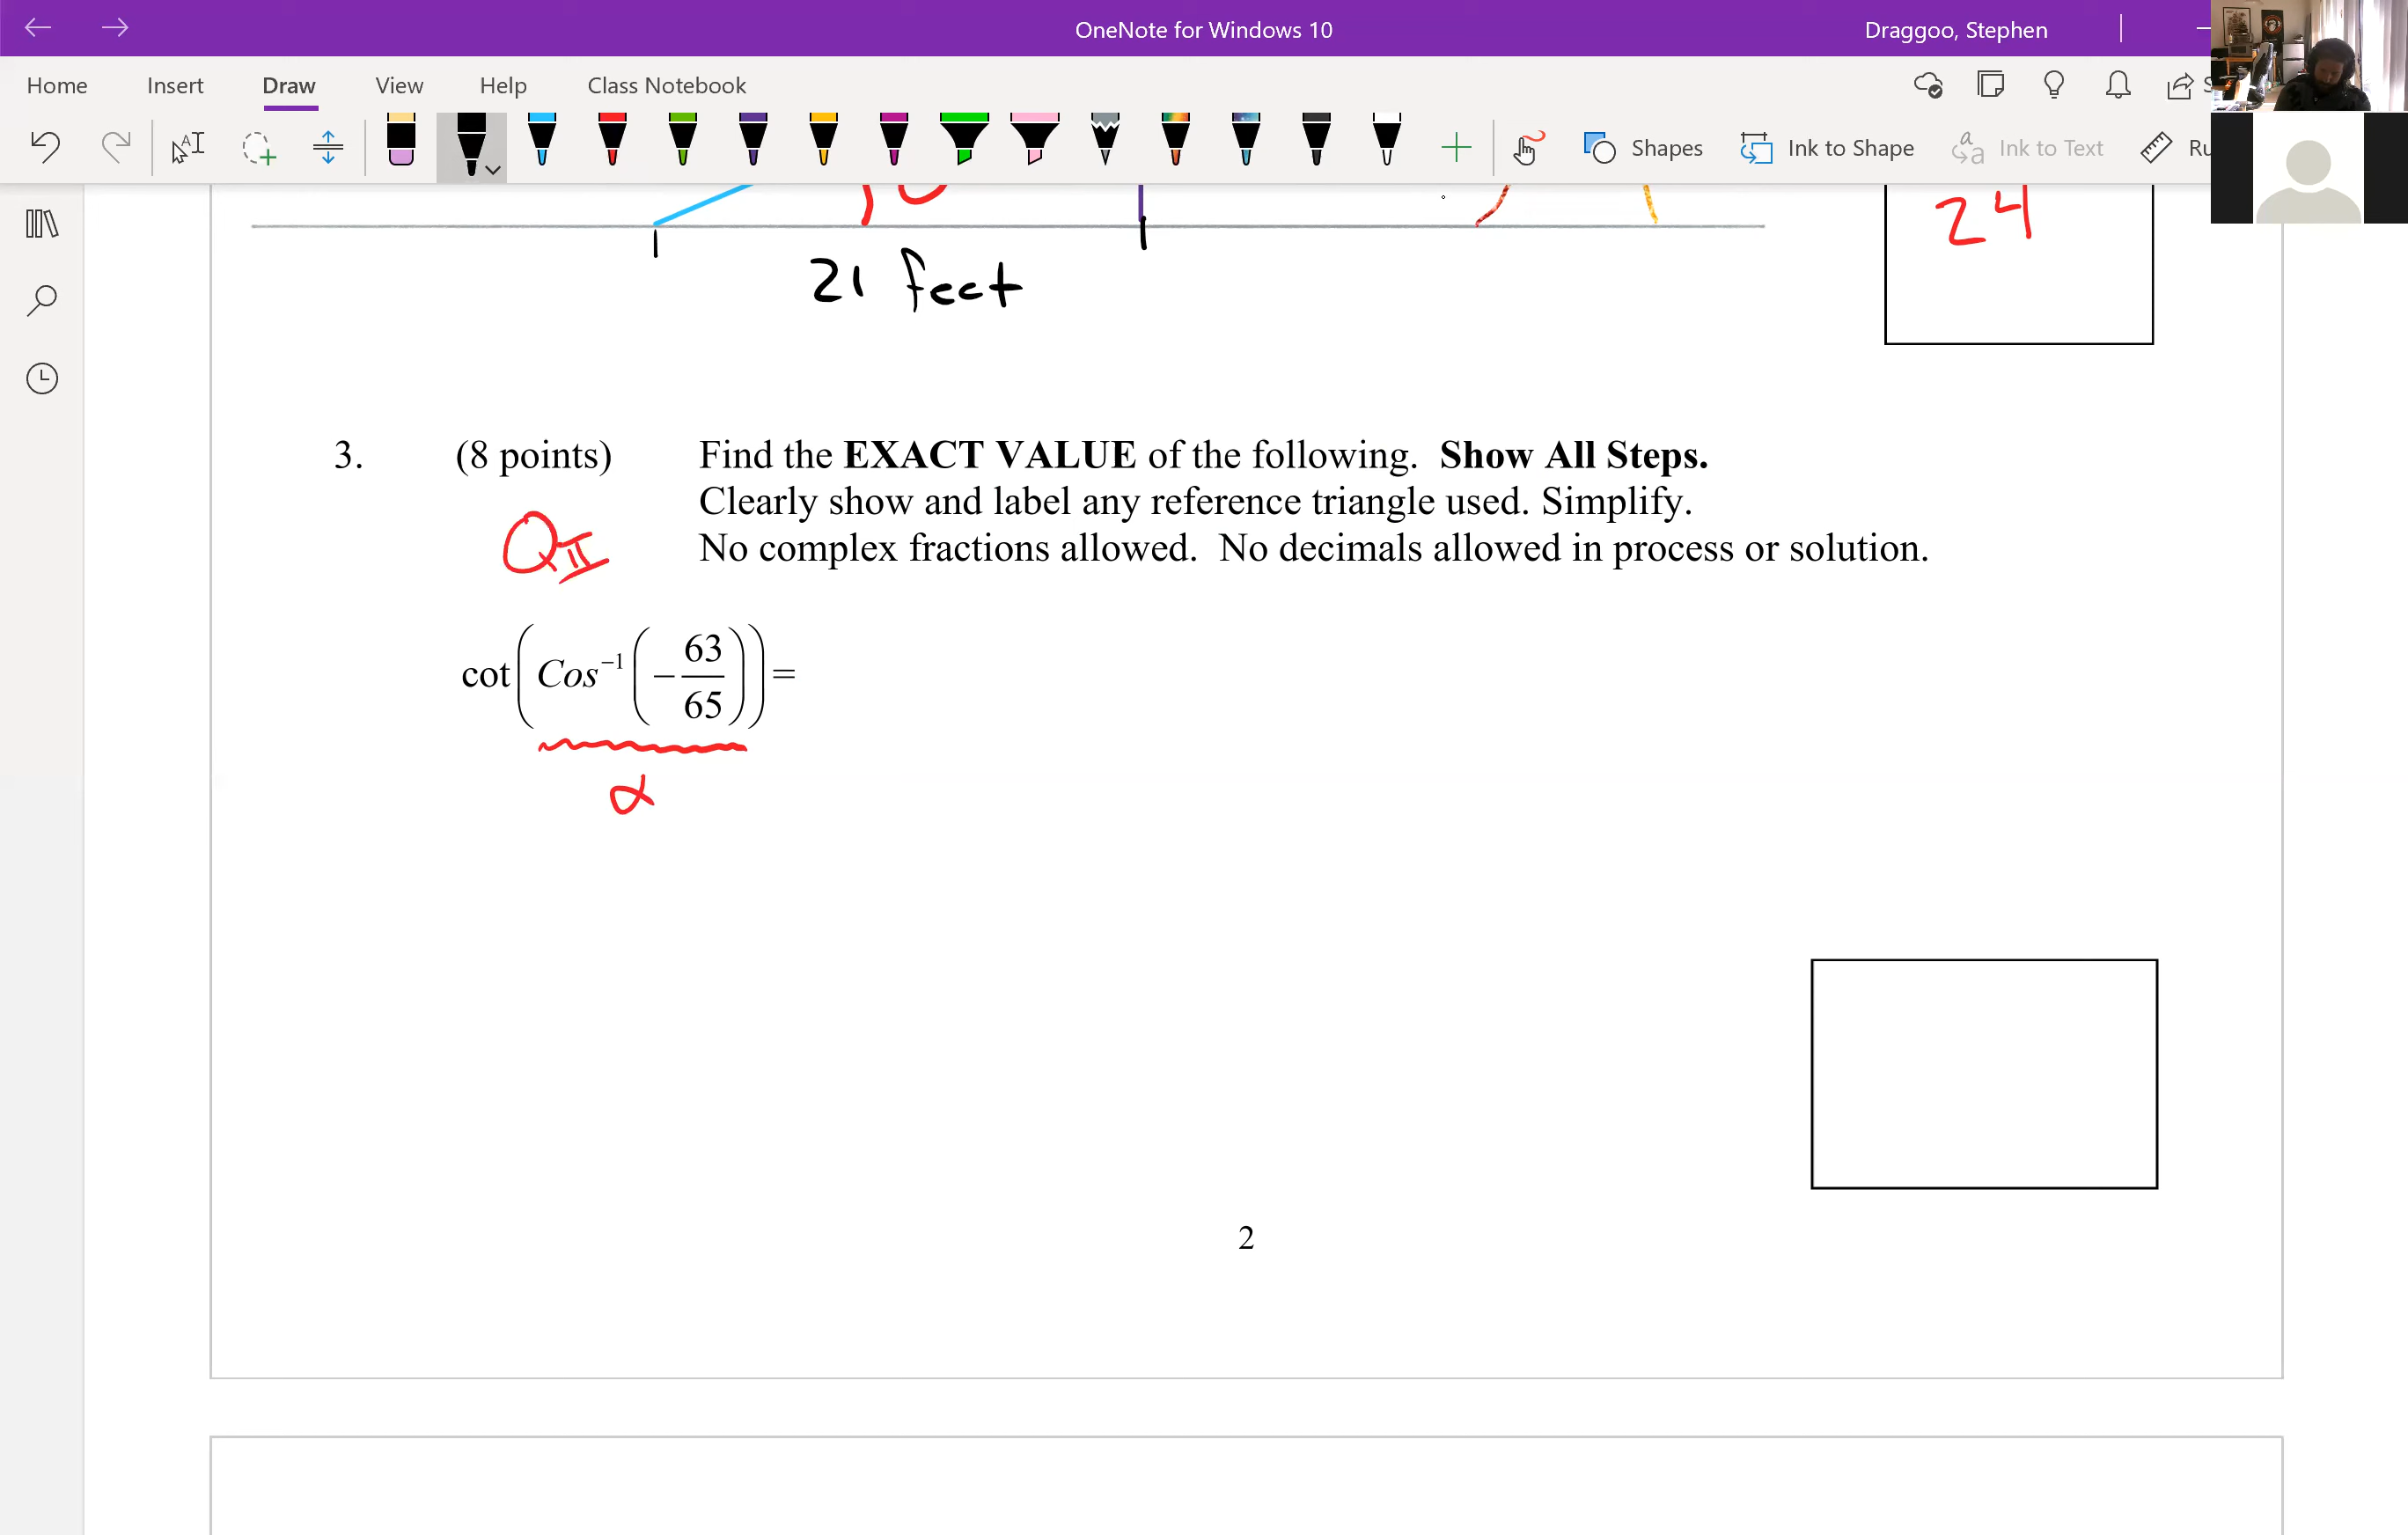 OneNote for Windows 10
Draggoo, Stephen
Home Insert Draw View Help Class Notebook
Shapes Ink to Shape Ink to Text Ru
24
21 feet
3. (8 points) Find the EXACT VALUE of the following. Show All Steps.
Clearly show and label any reference triangle used. Simplify.
QII
No complex fractions allowed. No decimals allowed in process or solution.
cot(Cos⁻¹(−63/65))=
α
2